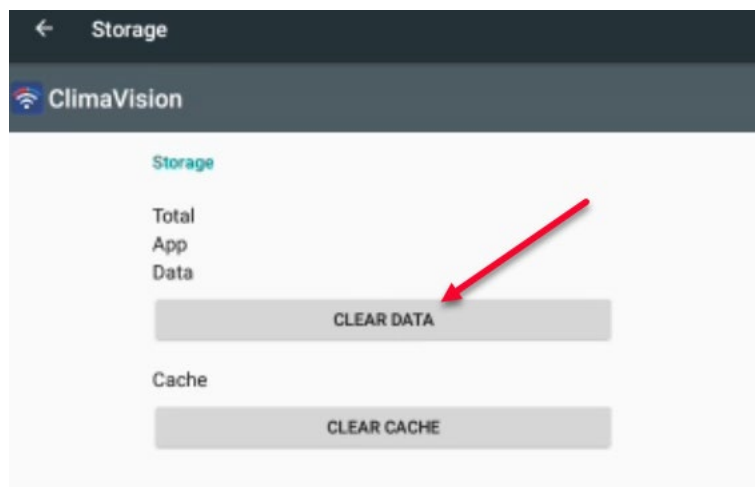 Storage
ClimaVision
Storage
Total
App
Data
CLEAR DATA
Cache
CLEAR CACHE